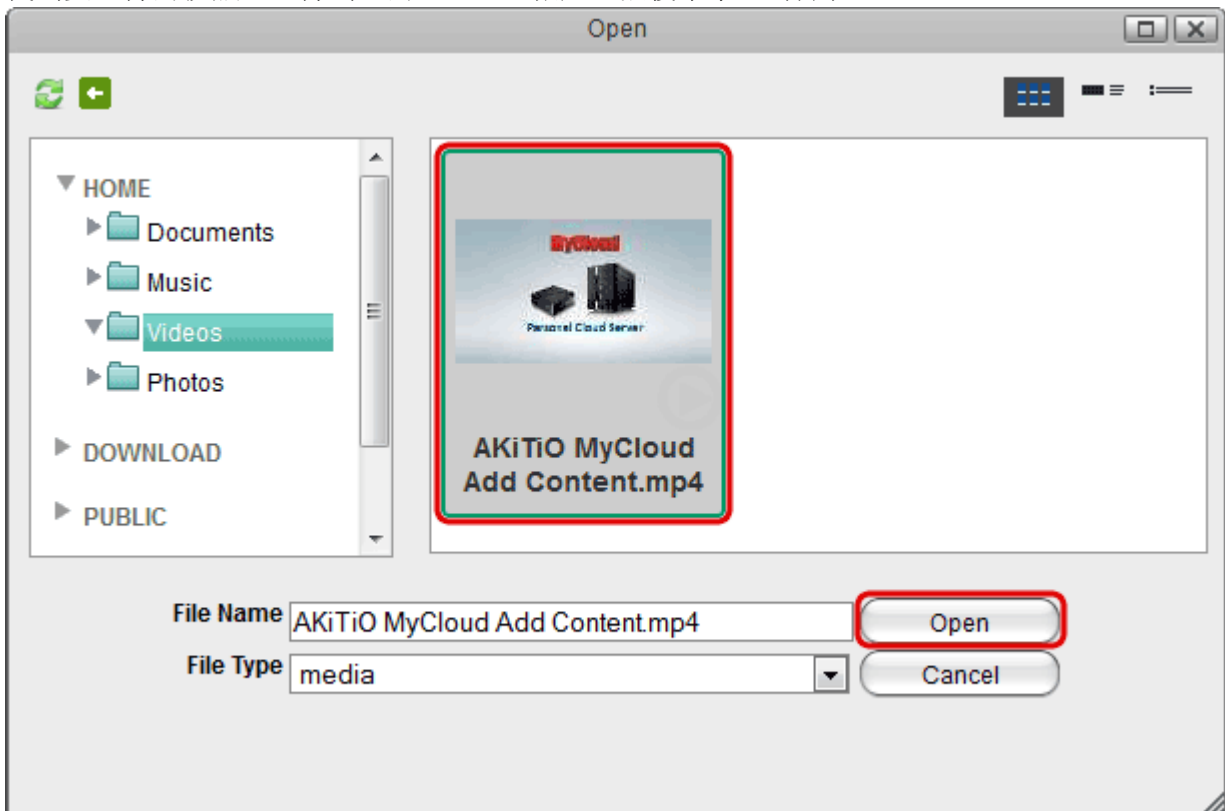 Open
HOME
Documents
Music
Videos
Photos
DOWNLOAD
PUBLIC
MyCloud
Personal Cloud Server
AKiTiO MyCloud
Add Content.mp4
File Name AKiTiO MyCloud Add Content.mp4 Open
File Type media Cancel